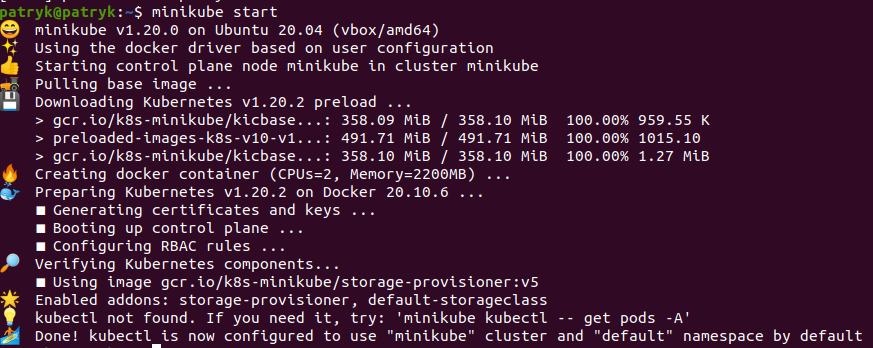 patryk@patryk:~$ minikube start
😄 minikube v1.20.0 on Ubuntu 20.04 (vbox/amd64)
✨ Using the docker driver based on user configuration
👍 Starting control plane node minikube in cluster minikube
🚜 Pulling base image ...
💾 Downloading Kubernetes v1.20.2 preload ...
> gcr.io/k8s-minikube/kicbase...: 358.09 MiB / 358.10 MiB 100.00% 959.55 K
> preloaded-images-k8s-v10-v1...: 491.71 MiB / 491.71 MiB 100.00% 1015.10
> gcr.io/k8s-minikube/kicbase...: 358.10 MiB / 358.10 MiB 100.00% 1.27 MiB
🔥 Creating docker container (CPUs=2, Memory=2200MB) ...
🐳 Preparing Kubernetes v1.20.2 on Docker 20.10.6 ...
■ Generating certificates and keys ...
■ Booting up control plane ...
■ Configuring RBAC rules ...
🔎 Verifying Kubernetes components...
■ Using image gcr.io/k8s-minikube/storage-provisioner:v5
🌟 Enabled addons: storage-provisioner, default-storageclass
💡 kubectl not found. If you need it, try: 'minikube kubectl -- get pods -A'
🏄 Done! kubectl is now configured to use "minikube" cluster and "default" namespace by default